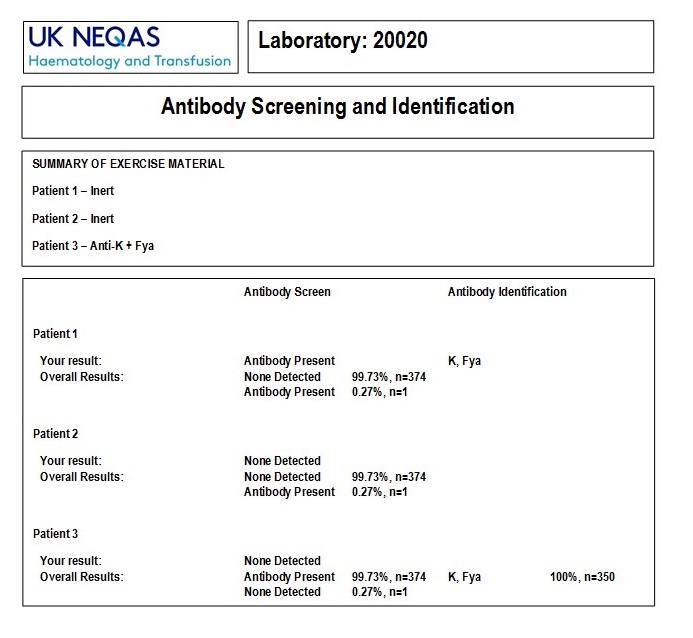 UK NEQAS
Haematology and Transfusion
Laboratory: 20020
Antibody Screening and Identification
SUMMARY OF EXERCISE MATERIAL
Patient 1 – Inert
Patient 2 – Inert
Patient 3 – Anti-K + Fya
Antibody Screen Antibody Identification
Patient 1
Your result: Antibody Present K, Fya
Overall Results: None Detected 99.73%, n=374
Antibody Present 0.27%, n=1
Patient 2
Your result: None Detected
Overall Results: None Detected 99.73%, n=374
Antibody Present 0.27%, n=1
Patient 3
Your result: None Detected
Overall Results: Antibody Present 99.73%, n=374 K, Fya 100%, n=350
None Detected 0.27%, n=1